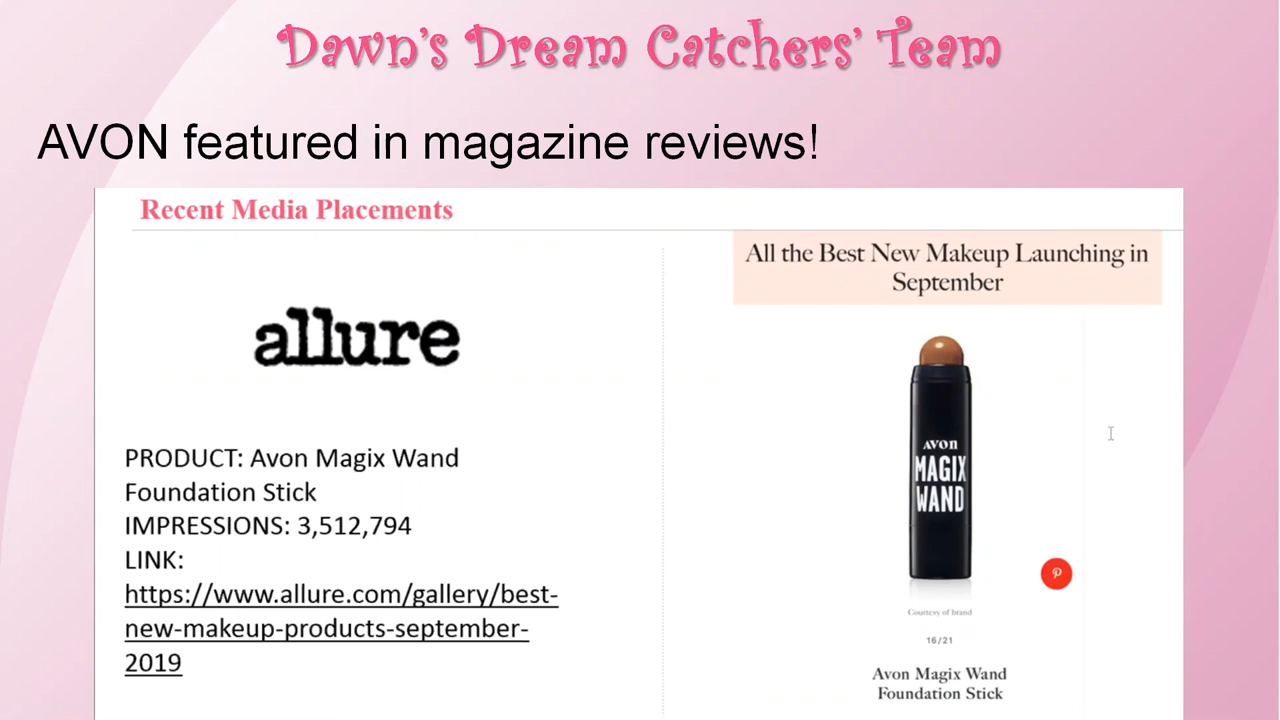 Dawn's Dream Catchers' Team
AVON featured in magazine reviews!
Recent Media Placements
allure
PRODUCT: Avon Magix Wand
Foundation Stick
IMPRESSIONS: 3,512,794
LINK:
https://www.allure.com/gallery/best-
new-makeup-products-september-
2019
All the Best New Makeup Launching in
September
AVON
MAGIX
WAND
Courtesy of brand
16/21
Avon Magix Wand
Foundation Stick